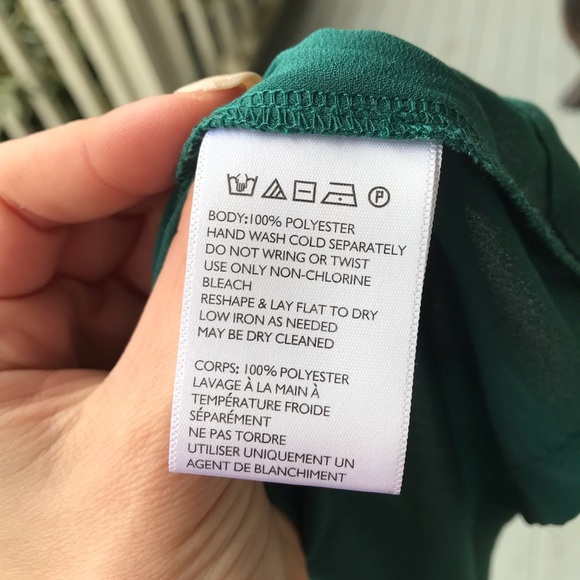 P
BODY:100% POLYESTER
HAND WASH COLD SEPARATELY
DO NOT WRING OR TWIST
USE ONLY NON-CHLORINE
BLEACH
RESHAPE & LAY FLAT TO DRY
LOW IRON AS NEEDED
MAY BE DRY CLEANED
CORPS: 100% POLYESTER
LAVAGE À LA MAIN À
TEMPÉRATURE FROIDE
SÉPARÉMENT
NE PAS TORDRE
UTILISER UNIQUEMENT UN
AGENT DE BLANCHIMENT